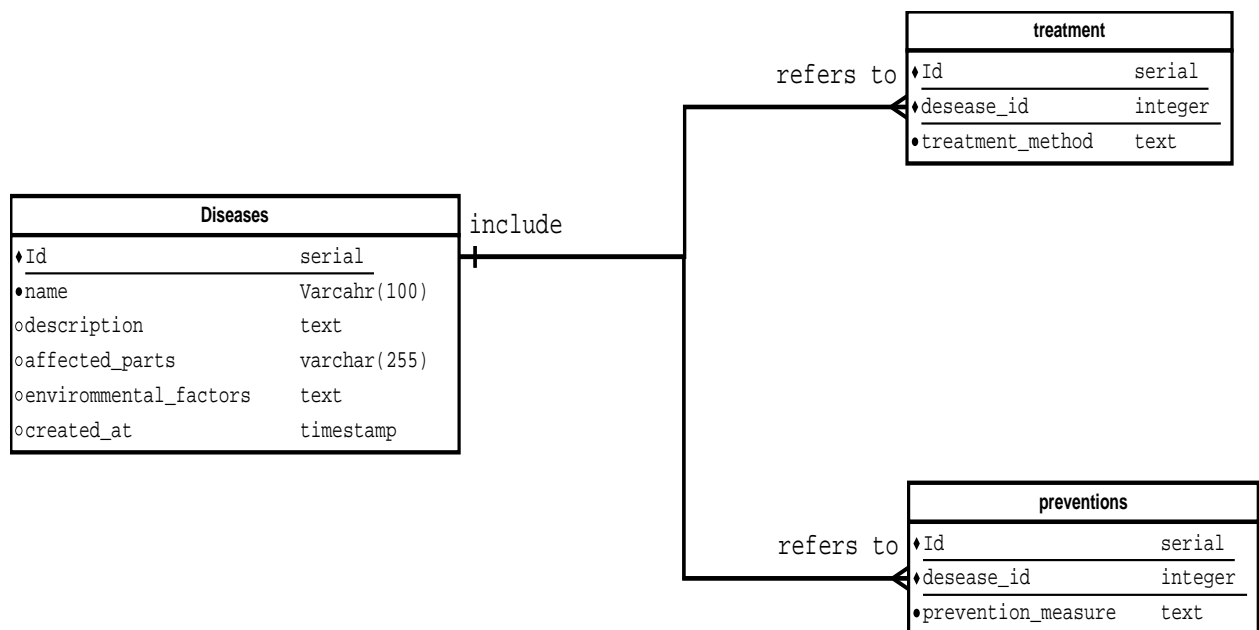 treatment
refers to
Id serial
desease_id integer
treatment_method text
Diseases
include
Id serial
name Varcahr(100)
description text
affected_parts varchar(255)
envirommental_factors text
created_at timestamp
preventions
refers to
Id serial
desease_id integer
prevention_measure text